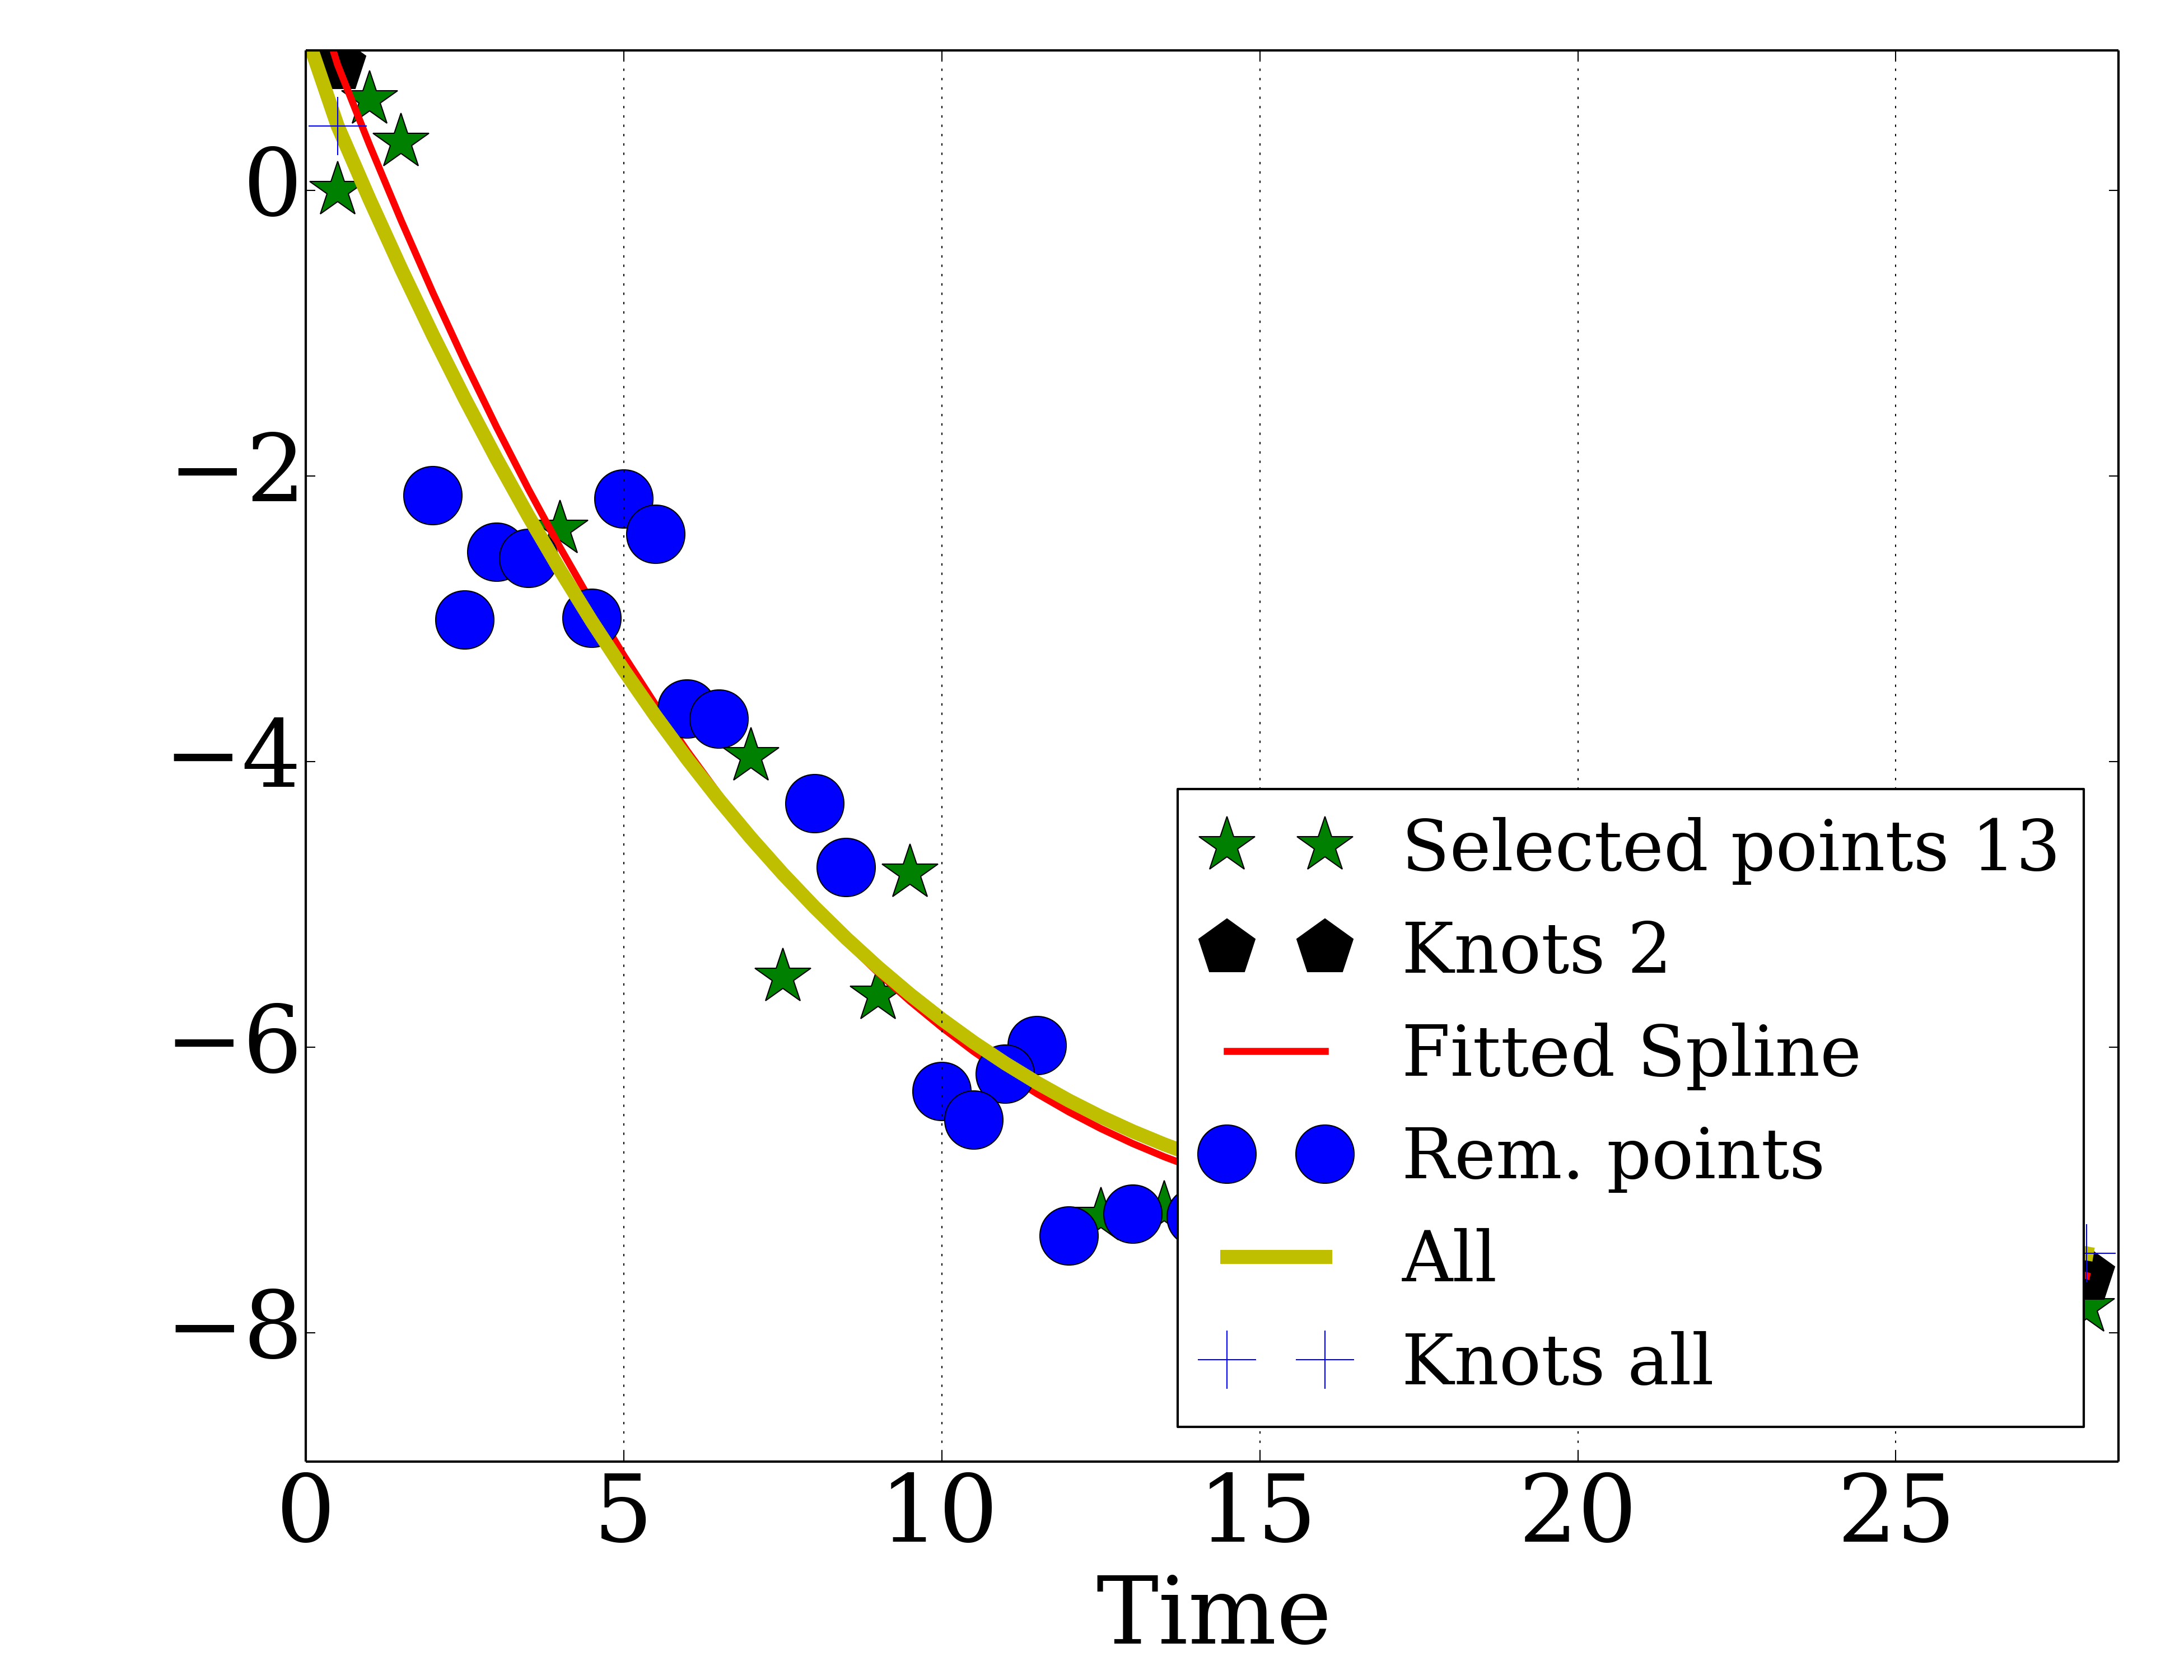 0
−2
−4
−6
−8
Selected points 13
Knots 2
Fitted Spline
Rem. points
All
Knots all
0 5 10 15 20 25
Time